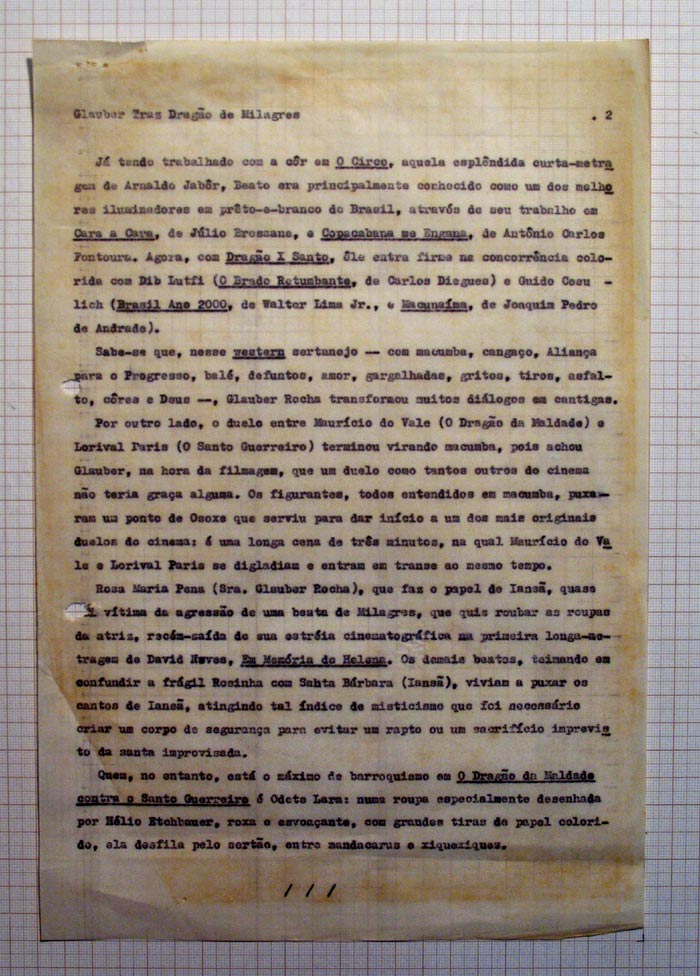 Glauber Tras Dragão de Milagres . 2
Já tendo trabalhado com a côr em O Circo, aquela esplêndida curta-metra
gem de Arnaldo Jabôr, Beato era principalmente conhecido como um dos melho
res iluminadores em prêto-e-branco do Brasil, através de seu trabalho em
Cara a Cara, de Júlio Bressane, e Copacabana me Engana, de Antônio Carlos
Fontoura. Agora, com Dragão X Santo, êle entra firme na concorrência colo-
rida com Dib Lutfi (O Brado Retumbante, de Carlos Diegues) e Guido Cosu -
lich (Brasil Ano 2000, de Walter Lima Jr., e Macunaíma, de Joaquim Pedro
de Andrade).
Sabe-se que, nesse western sertanejo -- com macumba, cangaço, Aliança
para o Progresso, balé, defuntos, amor, gargalhadas, gritos, tiros, asfal-
to, côres e Deus --, Glauber Rocha transformou muitos diálogos em cantigas.
Por outro lado, o duelo entre Maurício do Vale (O Dragão da Maldade) e
Lorival Paris (O Santo Guerreiro) terminou virando macumba, pois achou
Glauber, na hora da filmagem, que um duelo como tantos outros do cinema
não teria graça alguma. Os figurantes, todos entendidos em macumba, puxa-
ram um ponto de Osoxe que serviu para dar início a um dos mais originais
duelos do cinema: é uma longa cena de três minutos, na qual Maurício do Va
le e Lorival Paris se digladiam e entram em transe ao mesmo tempo.
Rosa Maria Pena (Sra. Glauber Rocha), que faz o papel de Iansã, quase
vítima da agressão de uma beata de Milagres, que quis roubar as roupas
da atriz, recém-saída de sua estréia cinematográfica na primeira longa-me-
tragem de David Neves, Em Memória de Helena. Os demais beatos, teimando em
confundir a frágil Rosinha com Sahta Bárbara (Iansã), viviam a puxar os
cantos de Iansã, atingindo tal índice de misticismo que foi necessário
criar um corpo de segurança para evitar um rapto ou um sacrifício imprevis
to da santa improvisada.
Quem, no entanto, está o máximo de barroquismo em O Dragão da Maldade
contra o Santo Guerreiro é Odete Lara: numa roupa especialmente desenhada
por Hélio Etchbauer, roxa e esvoaçante, com grandes tiras de papel colori-
do, ela desfila pelo sertão, entre mandacarus e xiquexiques.
/ / /